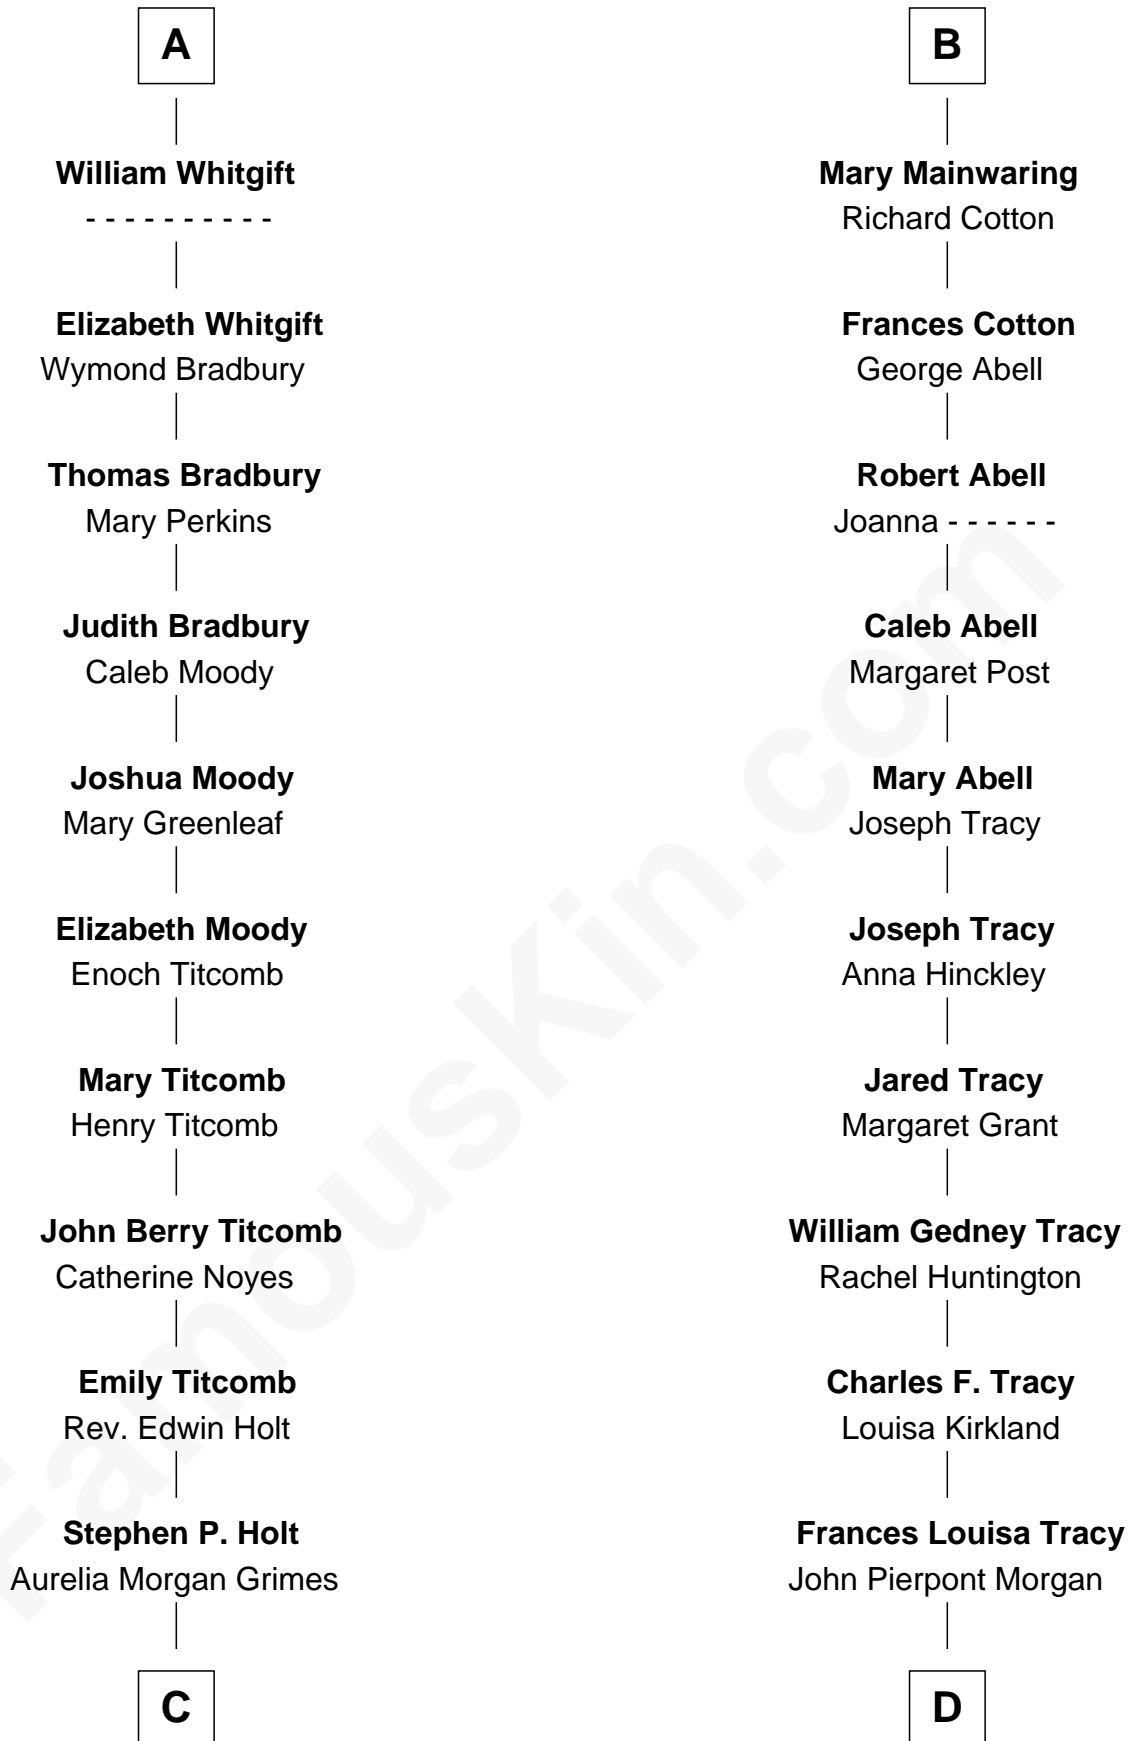 A
William Whitgift
- - - - - - - - - -
Elizabeth Whitgift
Wymond Bradbury
Thomas Bradbury
Mary Perkins
Judith Bradbury
Caleb Moody
Joshua Moody
Mary Greenleaf
Elizabeth Moody
Enoch Titcomb
Mary Titcomb
Henry Titcomb
John Berry Titcomb
Catherine Noyes
Emily Titcomb
Rev. Edwin Holt
Stephen P. Holt
Aurelia Morgan Grimes
C
B
Mary Mainwaring
Richard Cotton
Frances Cotton
George Abell
Robert Abell
Joanna - - - - - -
Caleb Abell
Margaret Post
Mary Abell
Joseph Tracy
Joseph Tracy
Anna Hinckley
Jared Tracy
Margaret Grant
William Gedney Tracy
Rachel Huntington
Charles F. Tracy
Louisa Kirkland
Frances Louisa Tracy
John Pierpont Morgan
D
FamousKin.com